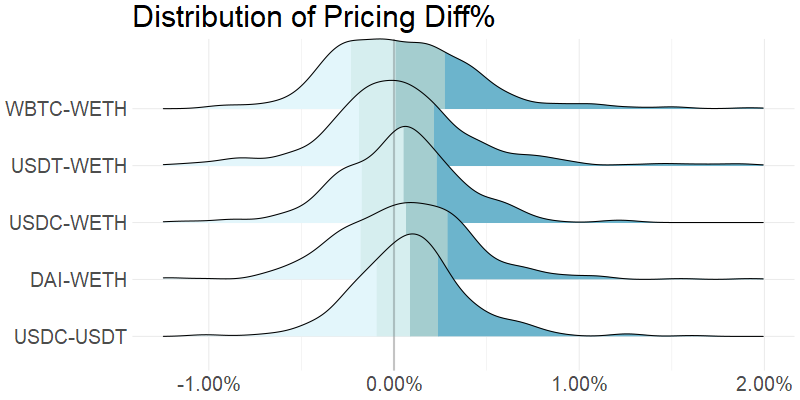 Distribution of Pricing Diff%
WBTC-WETH
USDT-WETH
USDC-WETH
DAI-WETH
USDC-USDT
-1.00% 0.00% 1.00% 2.00%